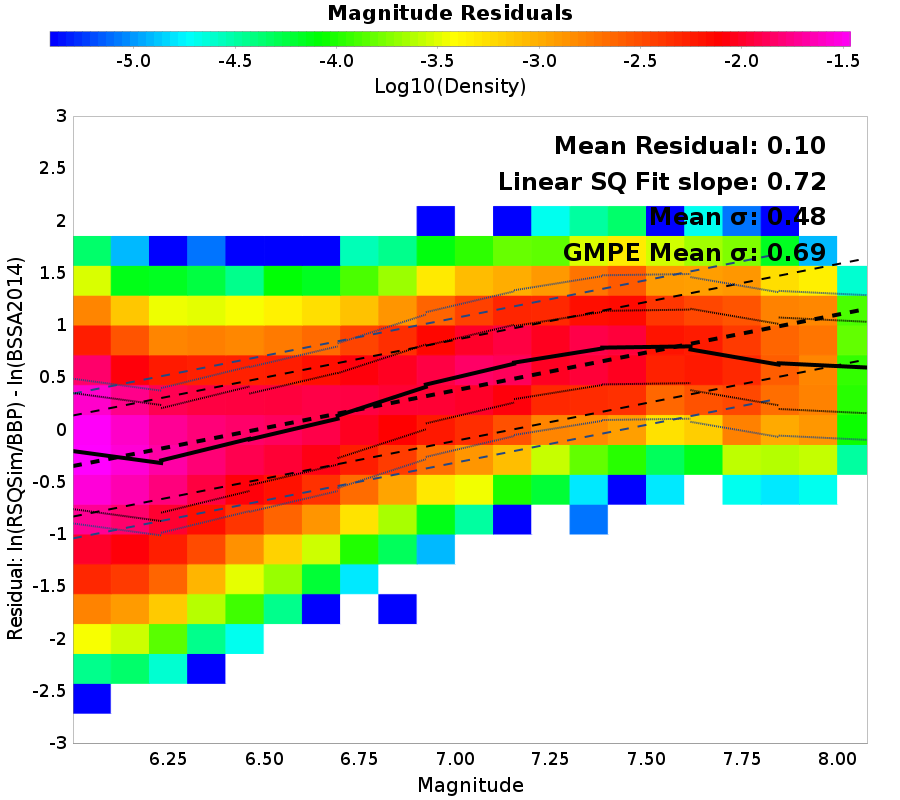 Magnitude Residuals
-5.0 -4.5 -4.0 -3.5 -3.0 -2.5 -2.0 -1.5
Log10(Density)
Mean Residual: 0.10
Linear SQ Fit slope: 0.72
Mean σ: 0.48
GMPE Mean σ: 0.69
3
2.5
2
1.5
1
0.5
0
-0.5
-1
-1.5
-2
-2.5
-3
Residual: ln(RSQSim/BBP) - ln(BSSA2014)
6.25 6.50 6.75 7.00 7.25 7.50 7.75 8.00
Magnitude